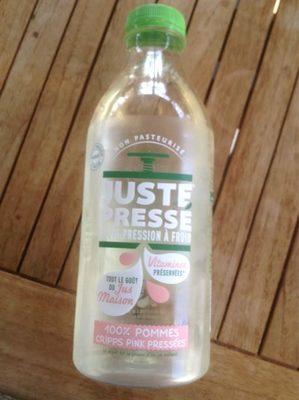 NON PASTEURISÉ
JUSTE
PRESSÉ
PRESSION À FROID
Vitamines
PRÉSERVÉES*
TOUT LE GOÛT
DU Jus
Maison
100% POMMES
CRIPPS PINK PRESSÉES